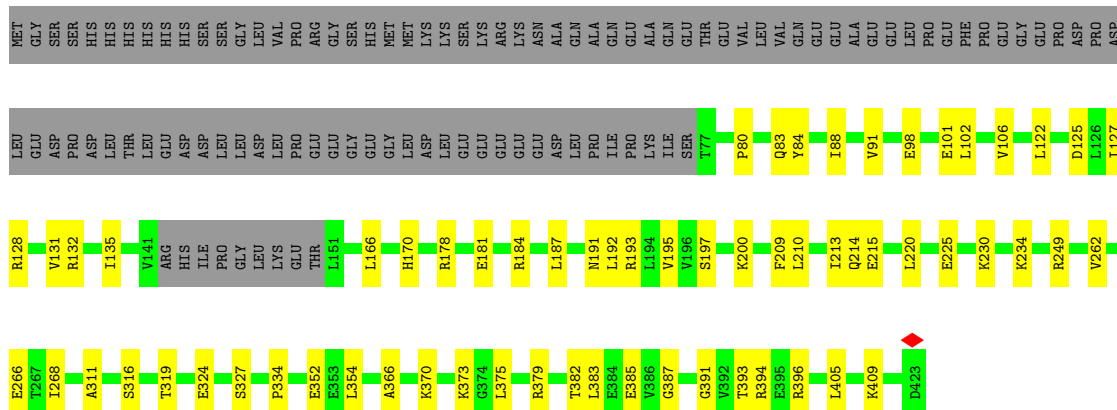 MET GLY SER SER HIS HIS HIS HIS HIS HIS SER SER GLY LEU VAL PRO ARG GLY SER HIS MET MET LYS LYS SER LYS ARG LYS ASN ALA GLN ALA GLN GLU ALA GLN GLU THR GLU VAL LEU VAL GLN GLU GLU ALA GLU GLU LEU PRO GLU PHE PRO GLU GLY GLU PRO ASP PRO ASP
LEU GLU ASP PRO ASP LEU THR LEU GLU ASP ASP LEU LEU ASP LEU PRO GLU GLU GLY GLU GLY LEU ASP LEU GLU GLU GLU GLU GLU ASP LEU PRO ILE PRO LYS ILE SER T77 P80 Q83 Y84 I88 V91 E98 E101 L102 V106 L122 D125 L126 I127
R128 V131 R132 I135 V141 ARG HIS ILE PRO GLY LEU LYS GLU THR L151 L166 H170 R178 E181 R184 L187 N191 L192 R193 L194 V195 V196 S197 K200 F209 L210 I213 Q214 E215 L220 E225 K230 K234 R249 V262
E266 T267 I268 A311 S316 T319 E324 S327 P334 E352 E353 L354 A366 K370 K373 G374 L375 R379 T382 L383 E384 E385 V386 G387 G391 V392 T393 R394 E395 R396 L405 K409 D423